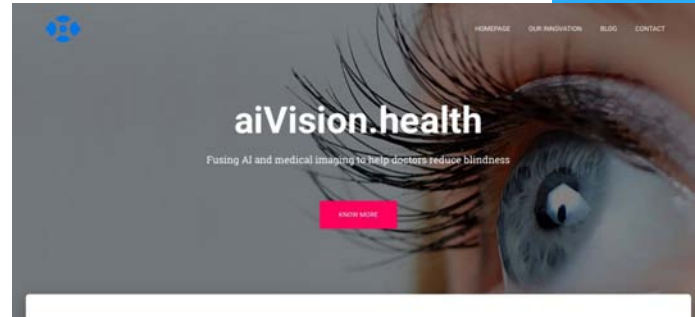 HOMEPAGE OUR INNOVATION BLOG CONTACT
aiVision.health
Fusing AI and medical imaging to help doctors reduce blindness
KNOW MORE